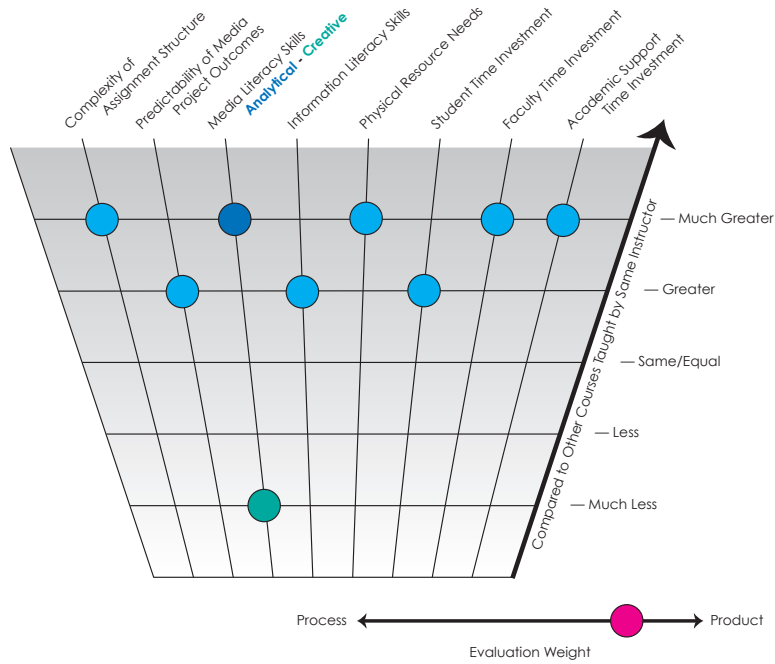 Complexity of
Assignment Structure
Predictability of Media
Project Outcomes
Media Literacy Skills
Analytical - Creative
Information Literacy Skills
Physical Resource Needs
Student Time Investment
Faculty Time Investment
Academic Support
Time Investment
Compared to Other Courses Taught by Same Instructor
— Much Greater
— Greater
— Same/Equal
— Less
— Much Less
Process
Product
Evaluation Weight